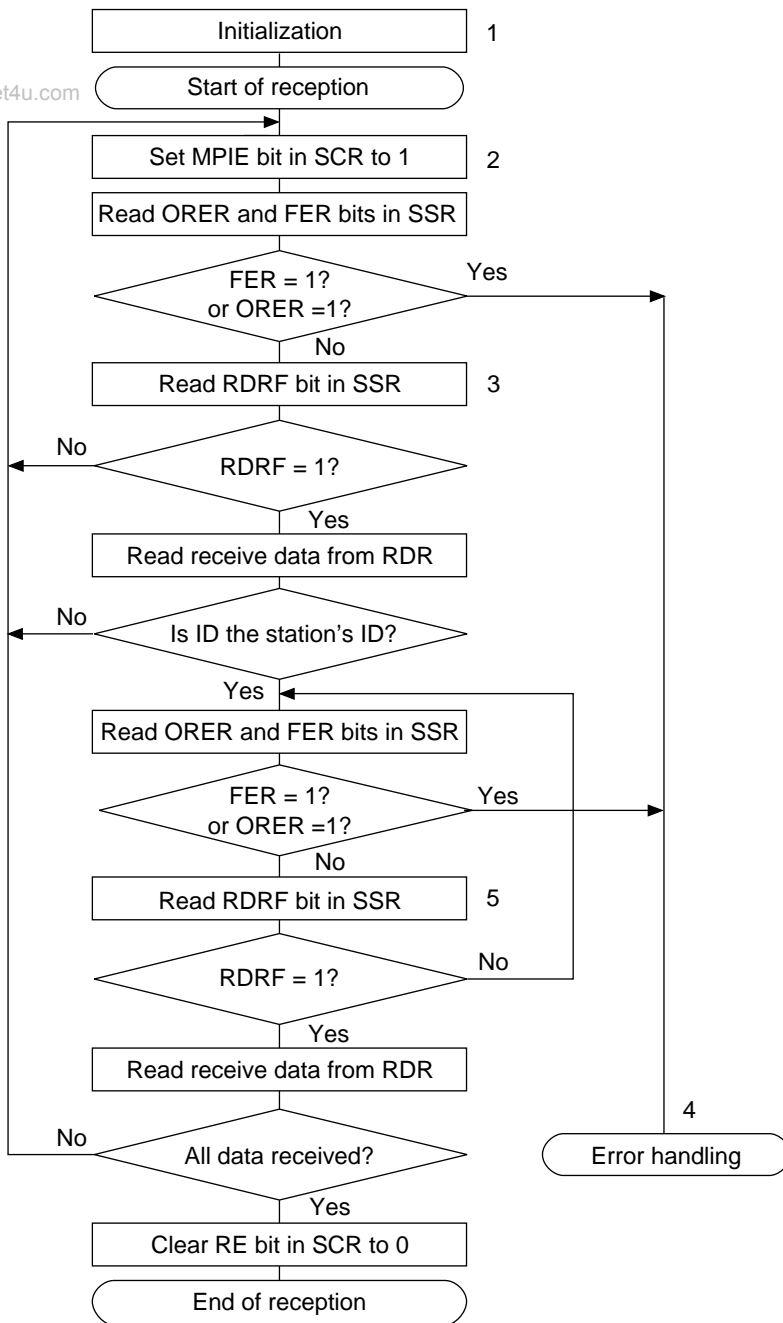 Initialization
1
et4u.com
Start of reception
Set MPIE bit in SCR to 1
2
Read ORER and FER bits in SSR
FER = 1?
or ORER =1?
Yes
No
Read RDRF bit in SSR
3
No
RDRF = 1?
Yes
Read receive data from RDR
No
Is ID the station’s ID?
Yes
Read ORER and FER bits in SSR
FER = 1?
or ORER =1?
Yes
No
Read RDRF bit in SSR
5
RDRF = 1?
No
Yes
Read receive data from RDR
4
No
All data received?
Error handling
Yes
Clear RE bit in SCR to 0
End of reception